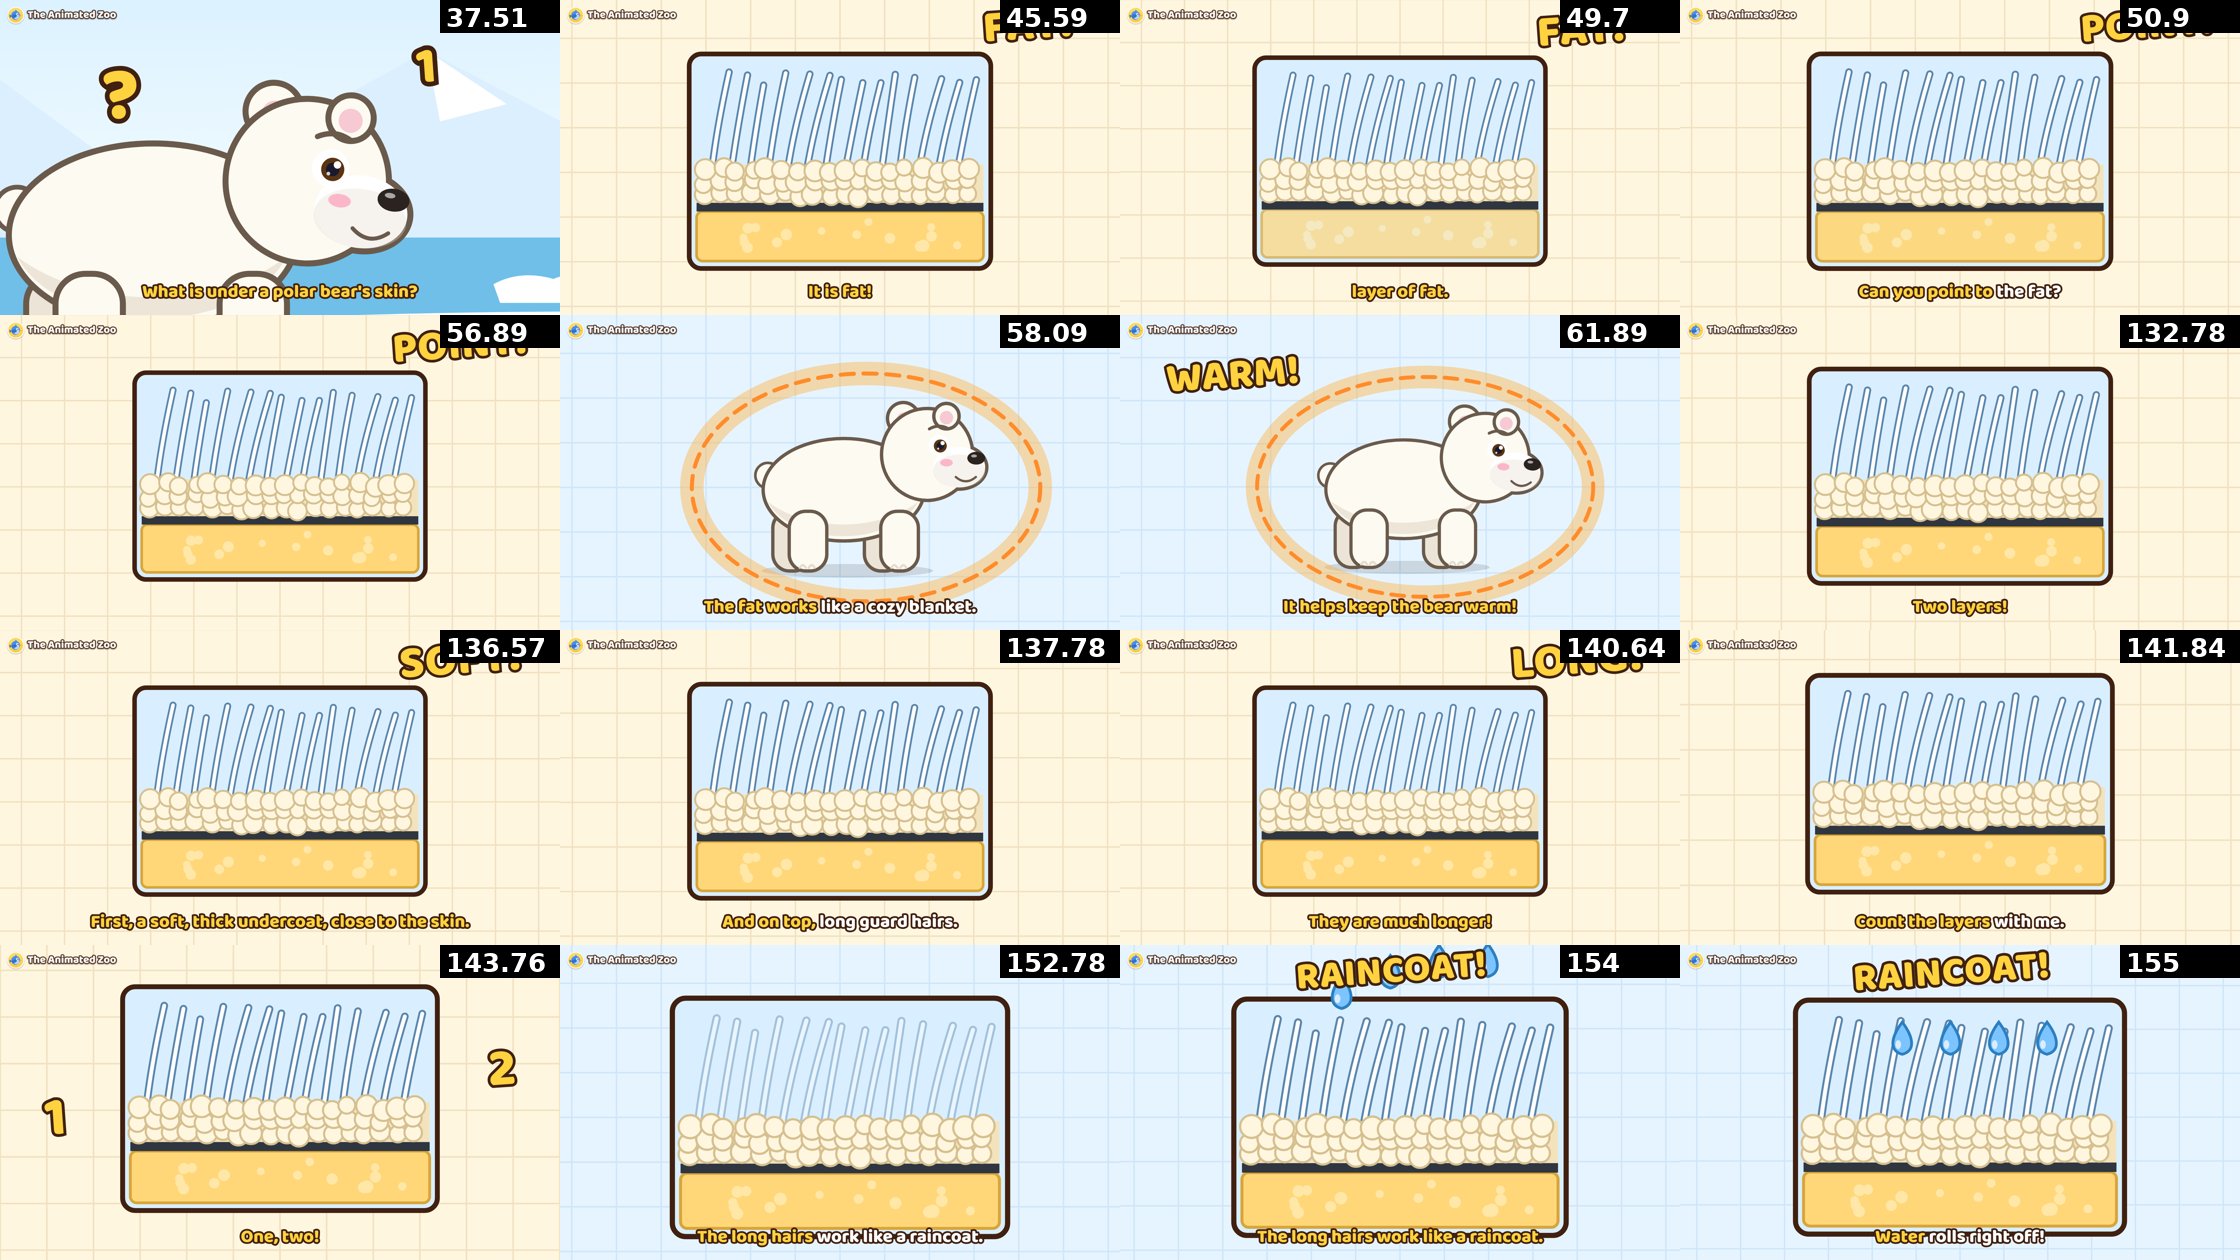 The Animated Zoo
37.51
?
1
What is under a polar bear's skin?
The Animated Zoo
45.59
It is fat!
The Animated Zoo
49.7
layer of fat.
The Animated Zoo
50.9
Can you point to the fat?
The Animated Zoo
56.89
The Animated Zoo
58.09
The fat works like a cozy blanket.
The Animated Zoo
61.89
WARM!
It helps keep the bear warm!
The Animated Zoo
132.78
Two layers!
The Animated Zoo
136.57
First, a soft, thick undercoat, close to the skin.
The Animated Zoo
137.78
And on top, long guard hairs.
The Animated Zoo
140.64
They are much longer!
The Animated Zoo
141.84
Count the layers with me.
The Animated Zoo
143.76
1
2
One, two!
The Animated Zoo
152.78
The long hairs work like a raincoat.
The Animated Zoo
154
RAINCOAT!
The long hairs work like a raincoat.
The Animated Zoo
155
RAINCOAT!
Water rolls right off!